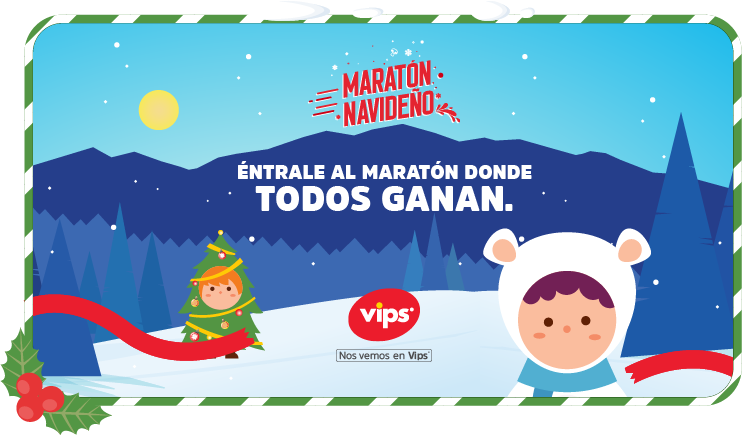 MARATÓN
NAVIDEÑO
ÉNTRALE AL MARATÓN DONDE
TODOS GANAN.
vips
Nos vemos en Vips